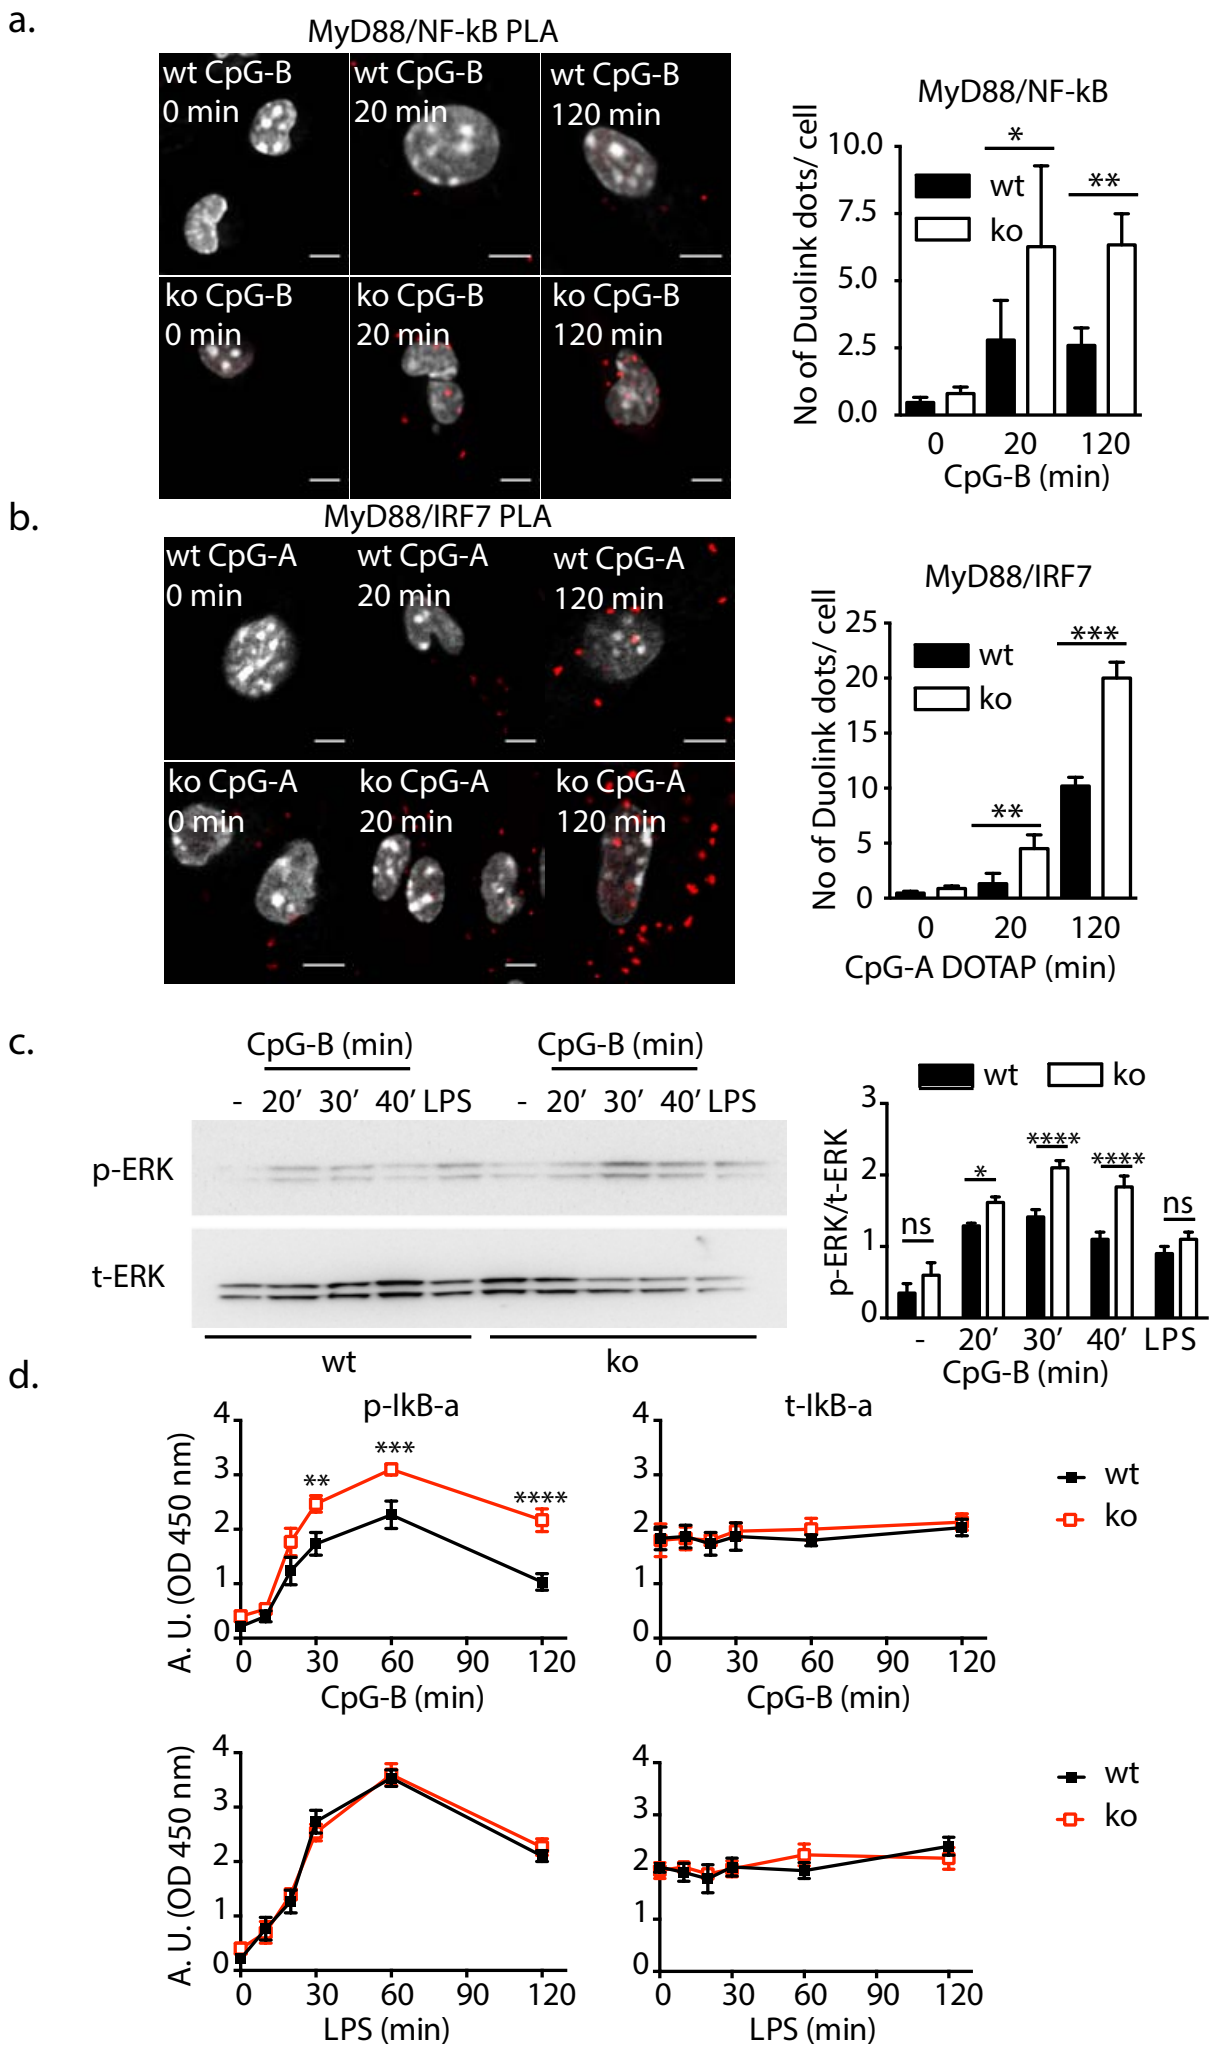 a.
MyD88/NF-kB PLA
wt CpG-B
0 min
wt CpG-B
20 min
wt CpG-B
120 min
ko CpG-B
0 min
ko CpG-B
20 min
ko CpG-B
120 min
MyD88/NF-kB
No of Duolink dots/ cell
10.0
7.5
5.0
2.5
0.0
wt
ko
*
**
0 20 120
CpG-B (min)
b.
MyD88/IRF7 PLA
wt CpG-A
0 min
wt CpG-A
20 min
wt CpG-A
120 min
ko CpG-A
0 min
ko CpG-A
20 min
ko CpG-A
120 min
MyD88/IRF7
No of Duolink dots/ cell
25
20
15
10
5
0
wt
ko
**
***
0 20 120
CpG-A DOTAP (min)
c.
CpG-B (min) CpG-B (min)
- 20’ 30’ 40’ LPS - 20’ 30’ 40’ LPS
p-ERK
t-ERK
wt ko
wt ko
p-ERK/t-ERK
3
2
1
0
ns
*
****
****
ns
- 20’ 30’ 40’ LPS
CpG-B (min)
d.
p-IkB-a
A. U. (OD 450 nm)
4
3
2
1
0
**
***
****
0 30 60 90 120
CpG-B (min)
t-IkB-a
4
3
2
1
0
0 30 60 90 120
CpG-B (min)
wt
ko
A. U. (OD 450 nm)
4
3
2
1
0
0 30 60 90 120
LPS (min)
4
3
2
1
0
0 30 60 90 120
LPS (min)
wt
ko